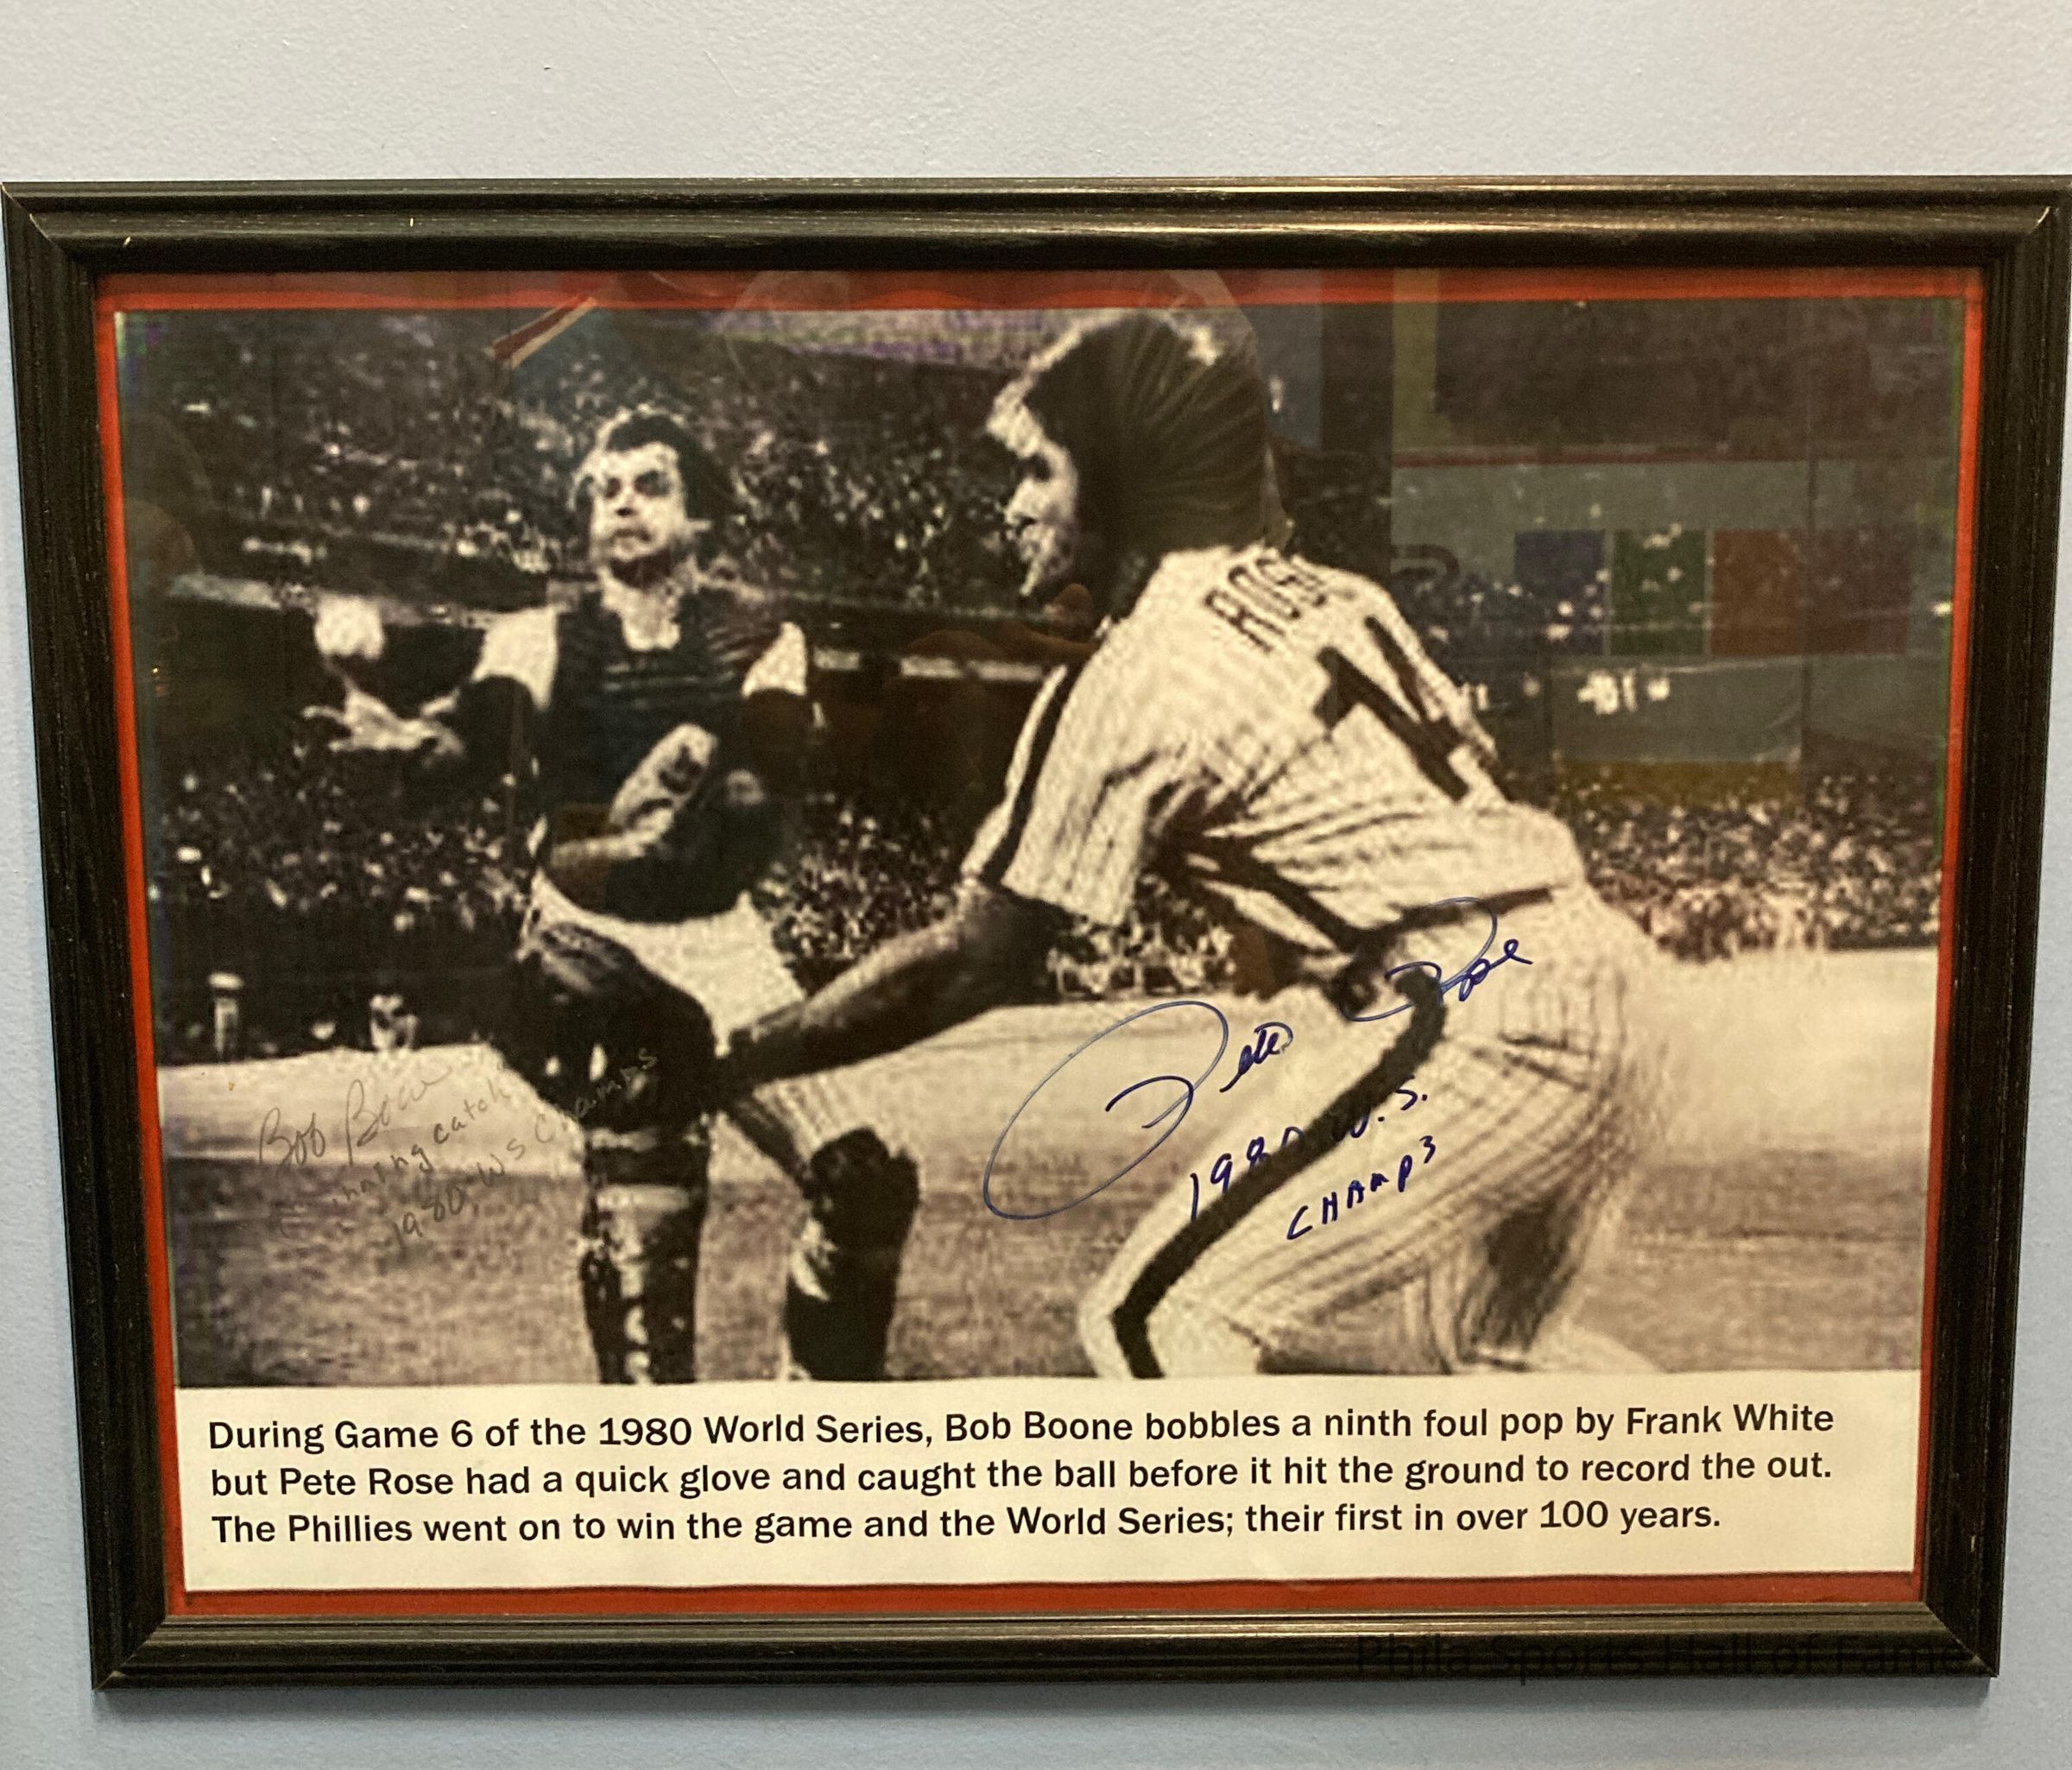 ROSE
14
Pete Rose
1980 W.S.
CHAMPS
Bob Boone
catch
1980 WS Champs
During Game 6 of the 1980 World Series, Bob Boone bobbles a ninth foul pop by Frank White
but Pete Rose had a quick glove and caught the ball before it hit the ground to record the out.
The Phillies went on to win the game and the World Series; their first in over 100 years.
Phila Sports Hall of Fame